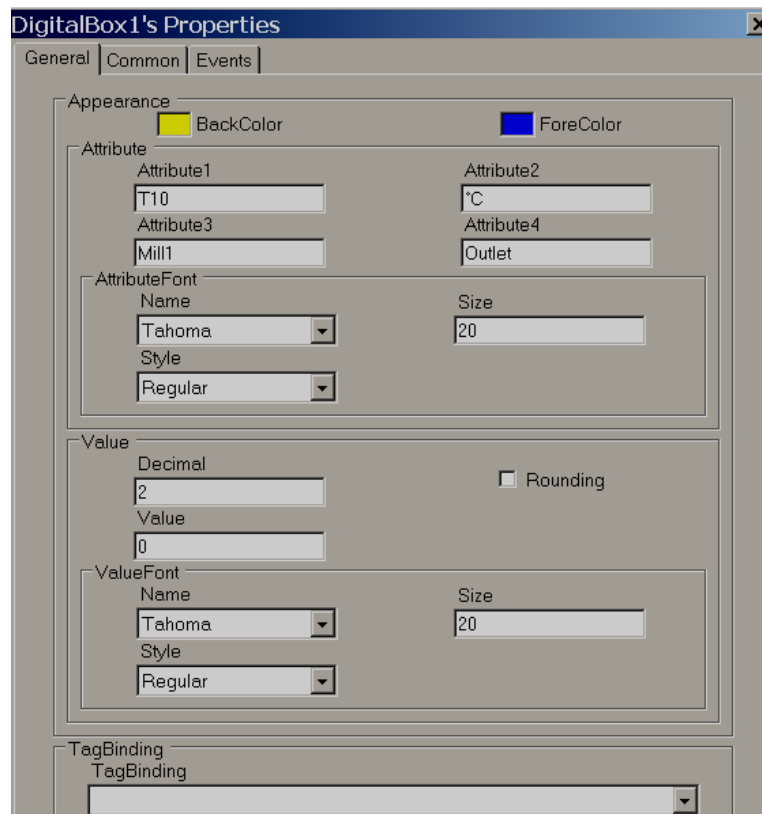 DigitalBox1's Properties
General Common Events
Appearance
BackColor ForeColor
Attribute
Attribute1 Attribute2
T10 °C
Attribute3 Attribute4
Mill1 Outlet
AttributeFont
Name Size
Tahoma 20
Style
Regular
Value
Decimal
2 Rounding
Value
0
ValueFont
Name Size
Tahoma 20
Style
Regular
TagBinding
TagBinding